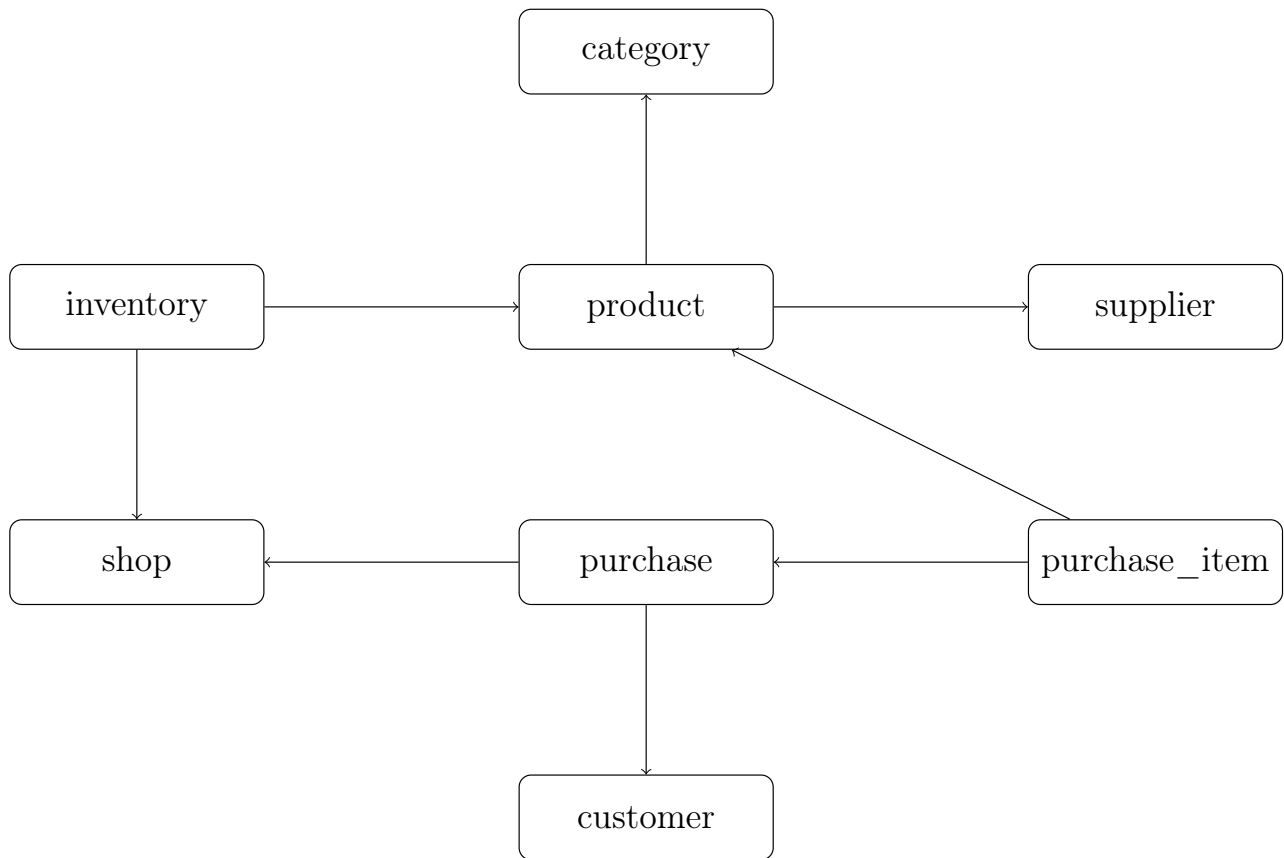 category
inventory
product
supplier
shop
purchase
purchase_item
customer